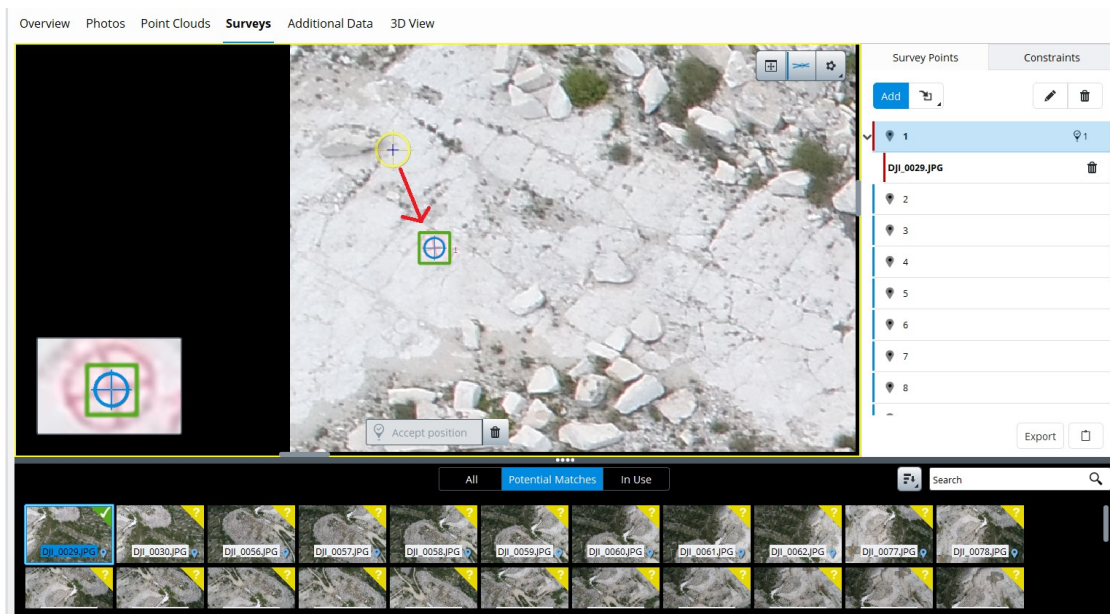 Overview Photos Point Clouds Surveys Additional Data 3D View
Survey Points Constraints
Add
1 1
DJI_0029.JPG
2
3
4
5
6
7
8
1
Accept position
Export
All Potential Matches In Use
Search
DJI_0029.JPG DJI_0030.JPG DJI_0056.JPG DJI_0057.JPG DJI_0058.JPG DJI_0059.JPG DJI_0060.JPG DJI_0061.JPG DJI_0062.JPG DJI_0077.JPG DJI_0078.JPG